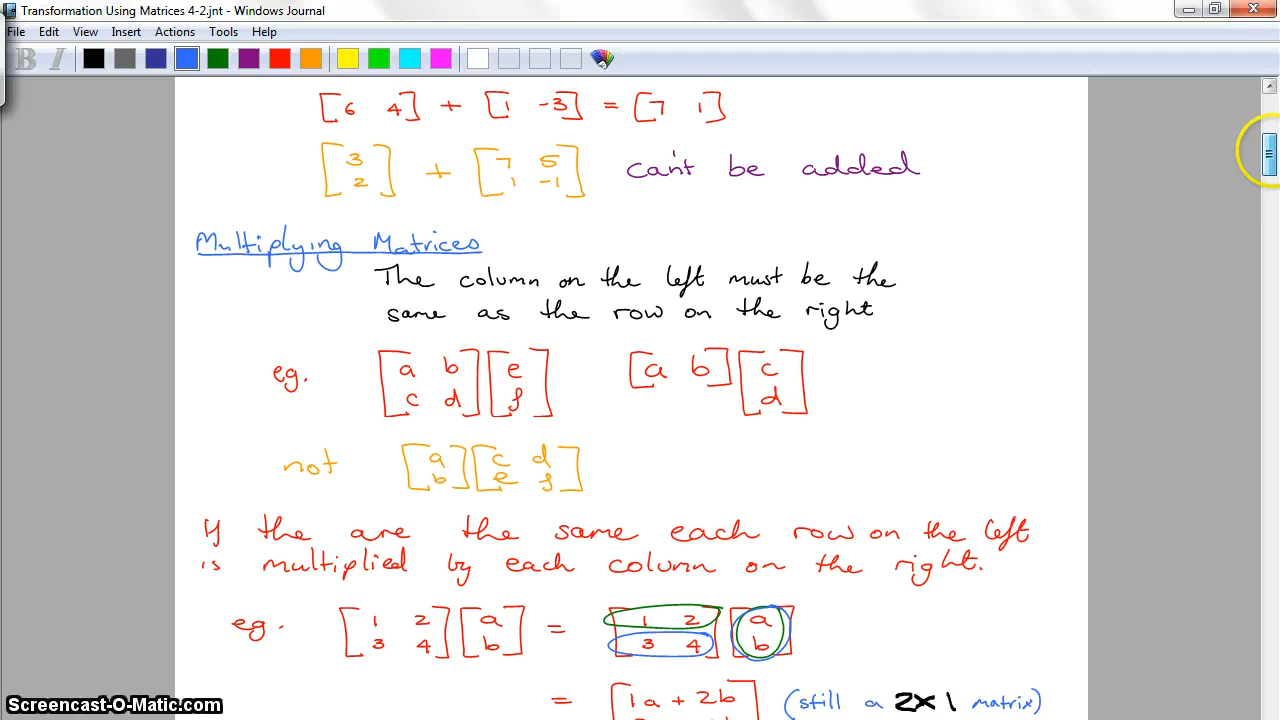 Transformation Using Matrices 4-2.jnt - Windows Journal
File Edit View Insert Actions Tools Help
B I
[6 4] + [1 -3] = [7 1]
[3 [7 5
2] + 1 -1] can't be added
Multiplying Matrices
The column on the left must be the
same as the row on the right
eg. [a b [e [a b] [c
c d] f] d]
not [a [c d
b] e f]
If the are the same each row on the left
is multiplied by each column on the right.
eg. [1 2 [a = [1 2 [a
3 4] b] 3 4] b]
= [1a + 2b] (still a 2x1 matrix)
Screencast-O-Matic.com